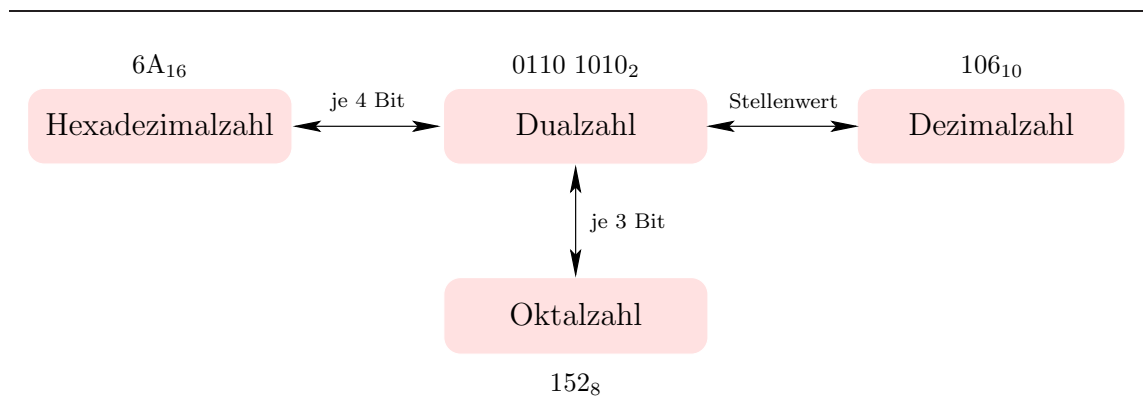 6A₁₆ 0110 1010₂ 106₁₀
je 4 Bit Stellenwert
Hexadezimalzahl Dualzahl Dezimalzahl
je 3 Bit
Oktalzahl
152₈